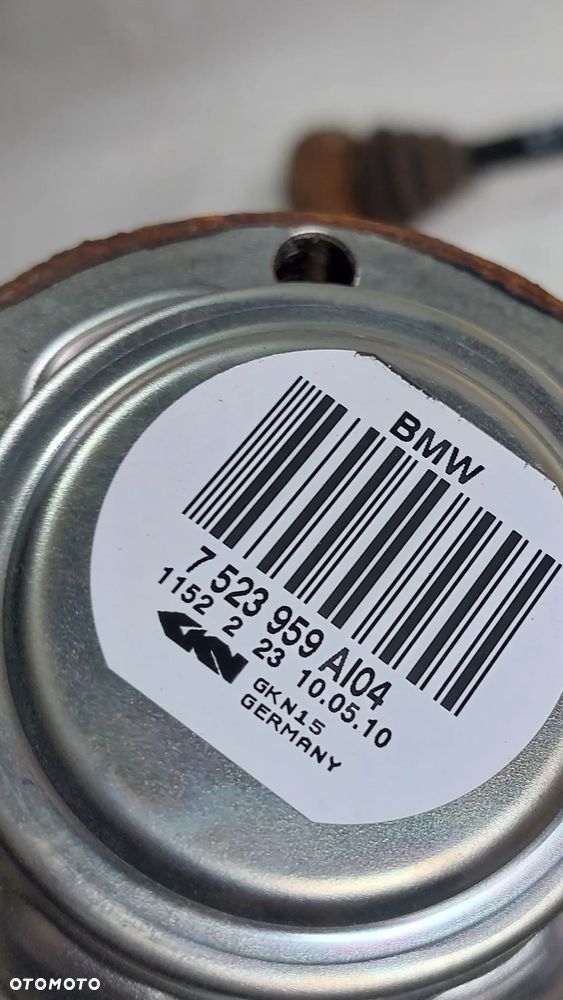 BMW
7 523 959 AI04
1152 2 23 10.05.10
GKN
GKN15
GERMANY
OTOMOTO